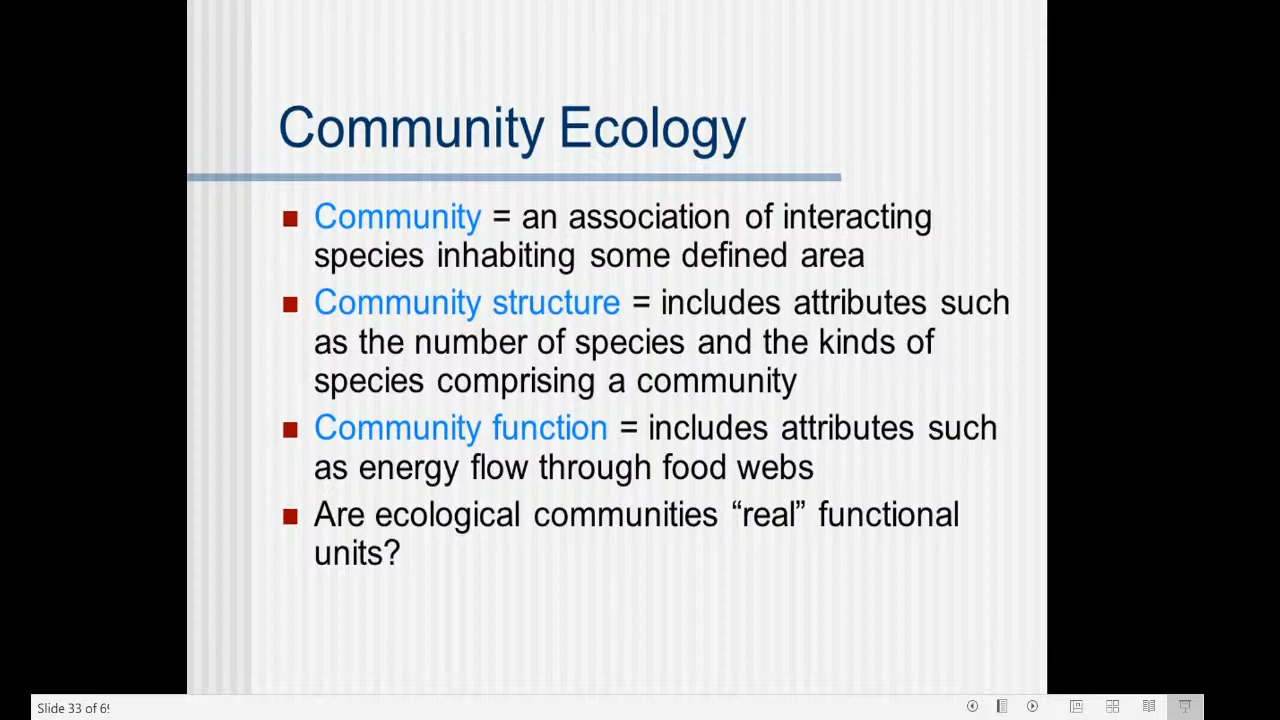 Community Ecology
Community = an association of interacting
species inhabiting some defined area
Community structure = includes attributes such
as the number of species and the kinds of
species comprising a community
Community function = includes attributes such
as energy flow through food webs
Are ecological communities “real” functional
units?
Slide 33 of